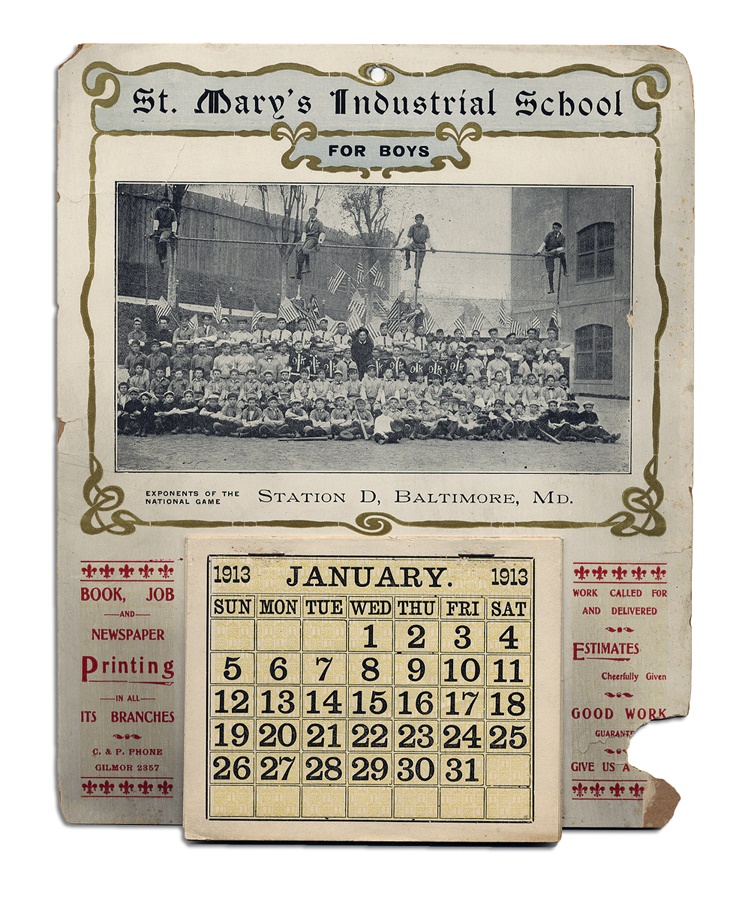 St. Mary's Industrial School
FOR BOYS
EXPONENTS OF THE
NATIONAL GAME
STATION D, BALTIMORE, MD.
BOOK, JOB
—AND—
NEWSPAPER
Printing
—IN ALL—
ITS BRANCHES
C. & P. PHONE
GILMOR 2357
1913 JANUARY. 1913
SUN MON TUE WED THU FRI SAT
1 2 3 4
5 6 7 8 9 10 11
12 13 14 15 16 17 18
19 20 21 22 23 24 25
26 27 28 29 30 31
WORK CALLED FOR
AND DELIVERED
ESTIMATES
Cheerfully Given
GOOD WORK
GIVE US A